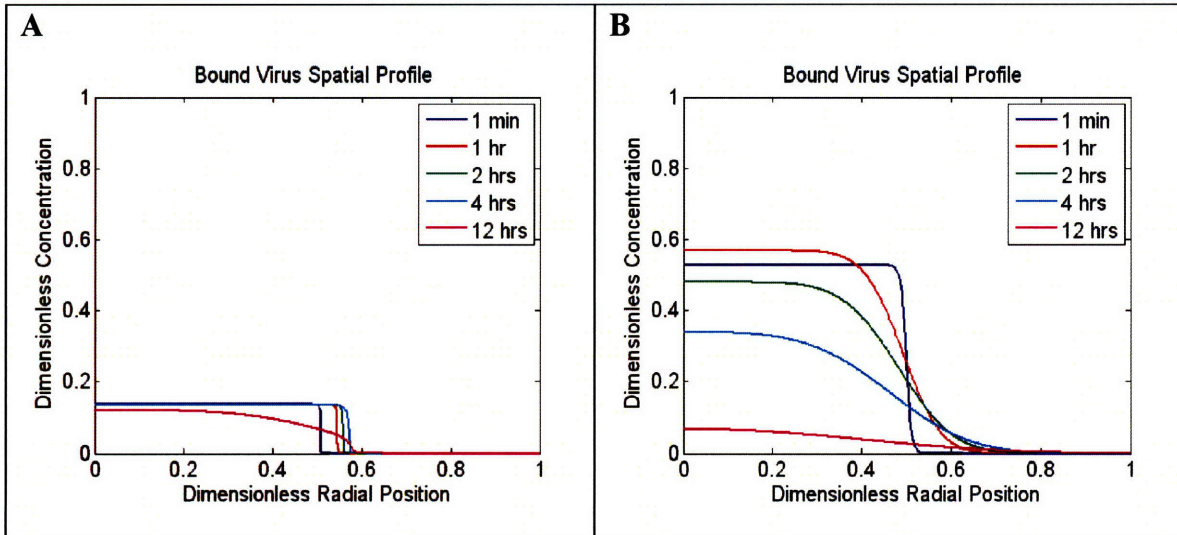 A
Bound Virus Spatial Profile
Dimensionless Concentration
1
0.8
0.6
0.4
0.2
0
0
0.2
0.4
0.6
0.8
1
Dimensionless Radial Position
1 min
1 hr
2 hrs
4 hrs
12 hrs
B
Bound Virus Spatial Profile
Dimensionless Concentration
1
0.8
0.6
0.4
0.2
0
0
0.2
0.4
0.6
0.8
1
Dimensionless Radial Position
1 min
1 hr
2 hrs
4 hrs
12 hrs